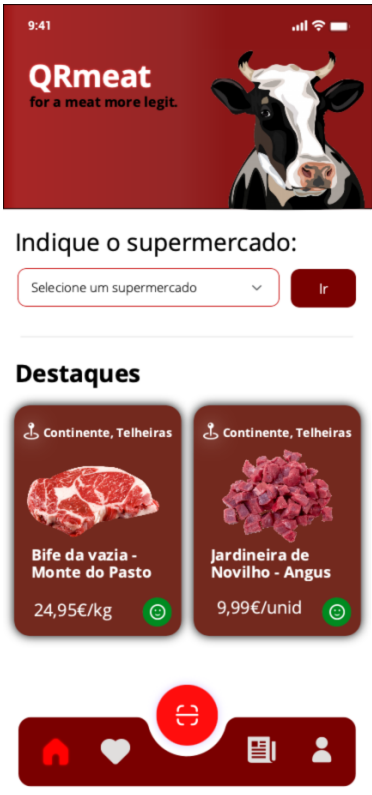 9:41
QRmeat
for a meat more legit.
Indique o supermercado:
Selecione um supermercado
Ir
Destaques
Continente, Telheiras
Bife da vazia -
Monte do Pasto
24,95€/kg
Continente, Telheiras
Jardineira de
Novilho - Angus
9,99€/unid